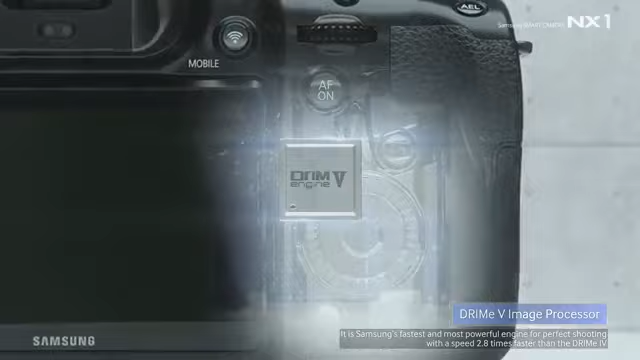 AEL
Samsung SMART CAMERA NX1
MOBILE
AF
ON
DRIM
engine V
DRIMe V Image Processor
It is Samsung's fastest and most powerful engine for perfect shooting
with a speed 2.8 times faster than the DRIMe IV
SAMSUNG